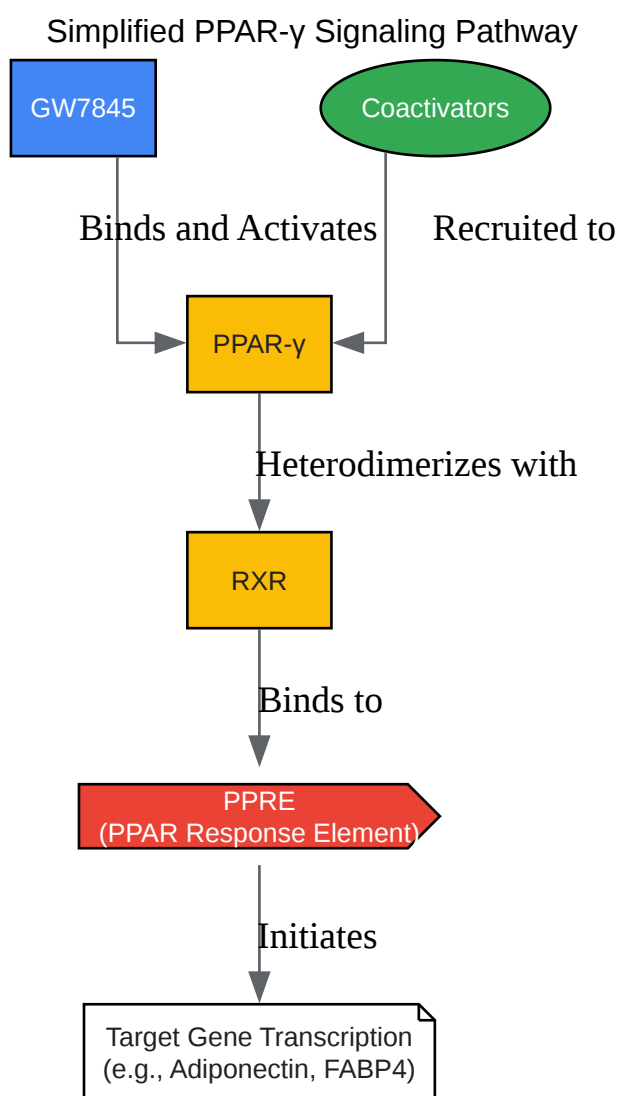 Simplified PPAR-γ Signaling Pathway
GW7845
Coactivators
Binds and Activates
Recruited to
PPAR-γ
Heterodimerizes with
RXR
Binds to
PPRE
(PPAR Response Element)
Initiates
Target Gene Transcription
(e.g., Adiponectin, FABP4)